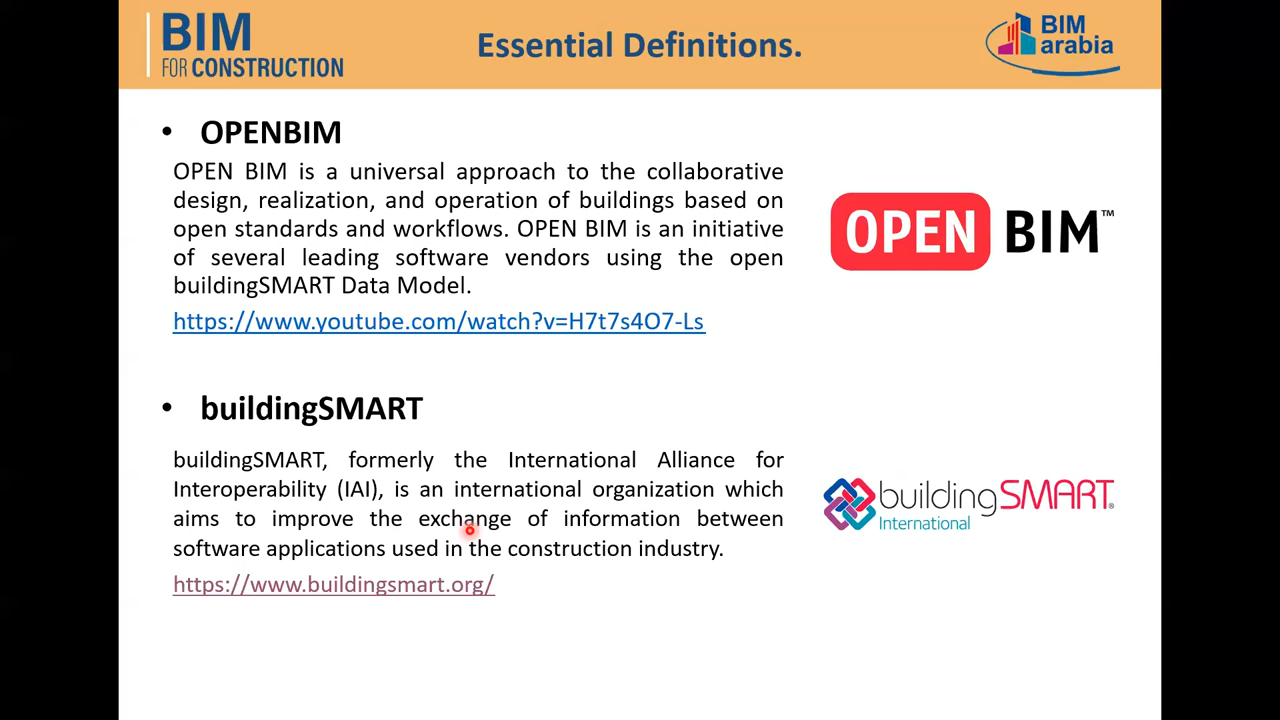 BIM
FOR CONSTRUCTION
Essential Definitions.
BIM
arabia
• OPENBIM
OPEN BIM is a universal approach to the collaborative
design, realization, and operation of buildings based on
open standards and workflows. OPEN BIM is an initiative
of several leading software vendors using the open
buildingSMART Data Model.
https://www.youtube.com/watch?v=H7t7s4O7-Ls
OPEN BIM™
• buildingSMART
buildingSMART, formerly the International Alliance for
Interoperability (IAI), is an international organization which
aims to improve the exchange of information between
software applications used in the construction industry.
https://www.buildingsmart.org/
buildingSMART®
International